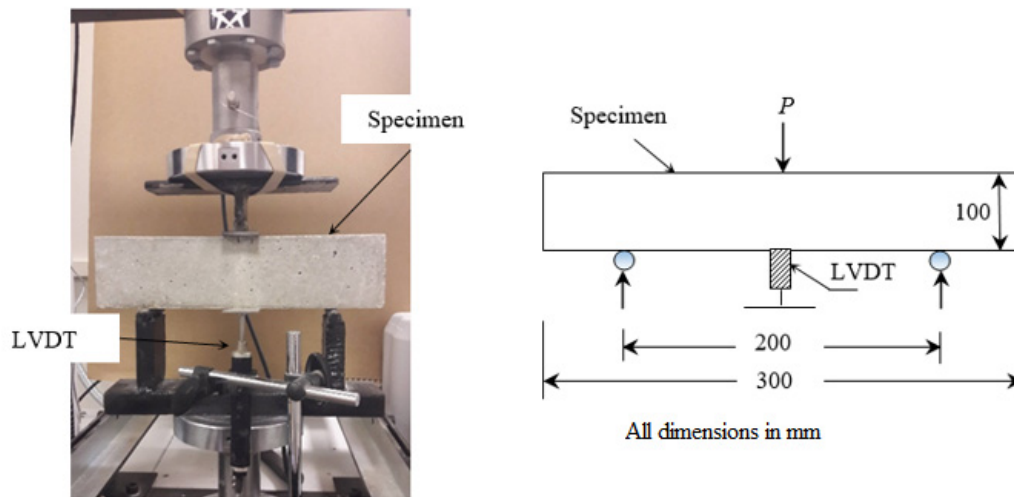 Specimen
LVDT
P
Specimen
100
LVDT
200
300
All dimensions in mm